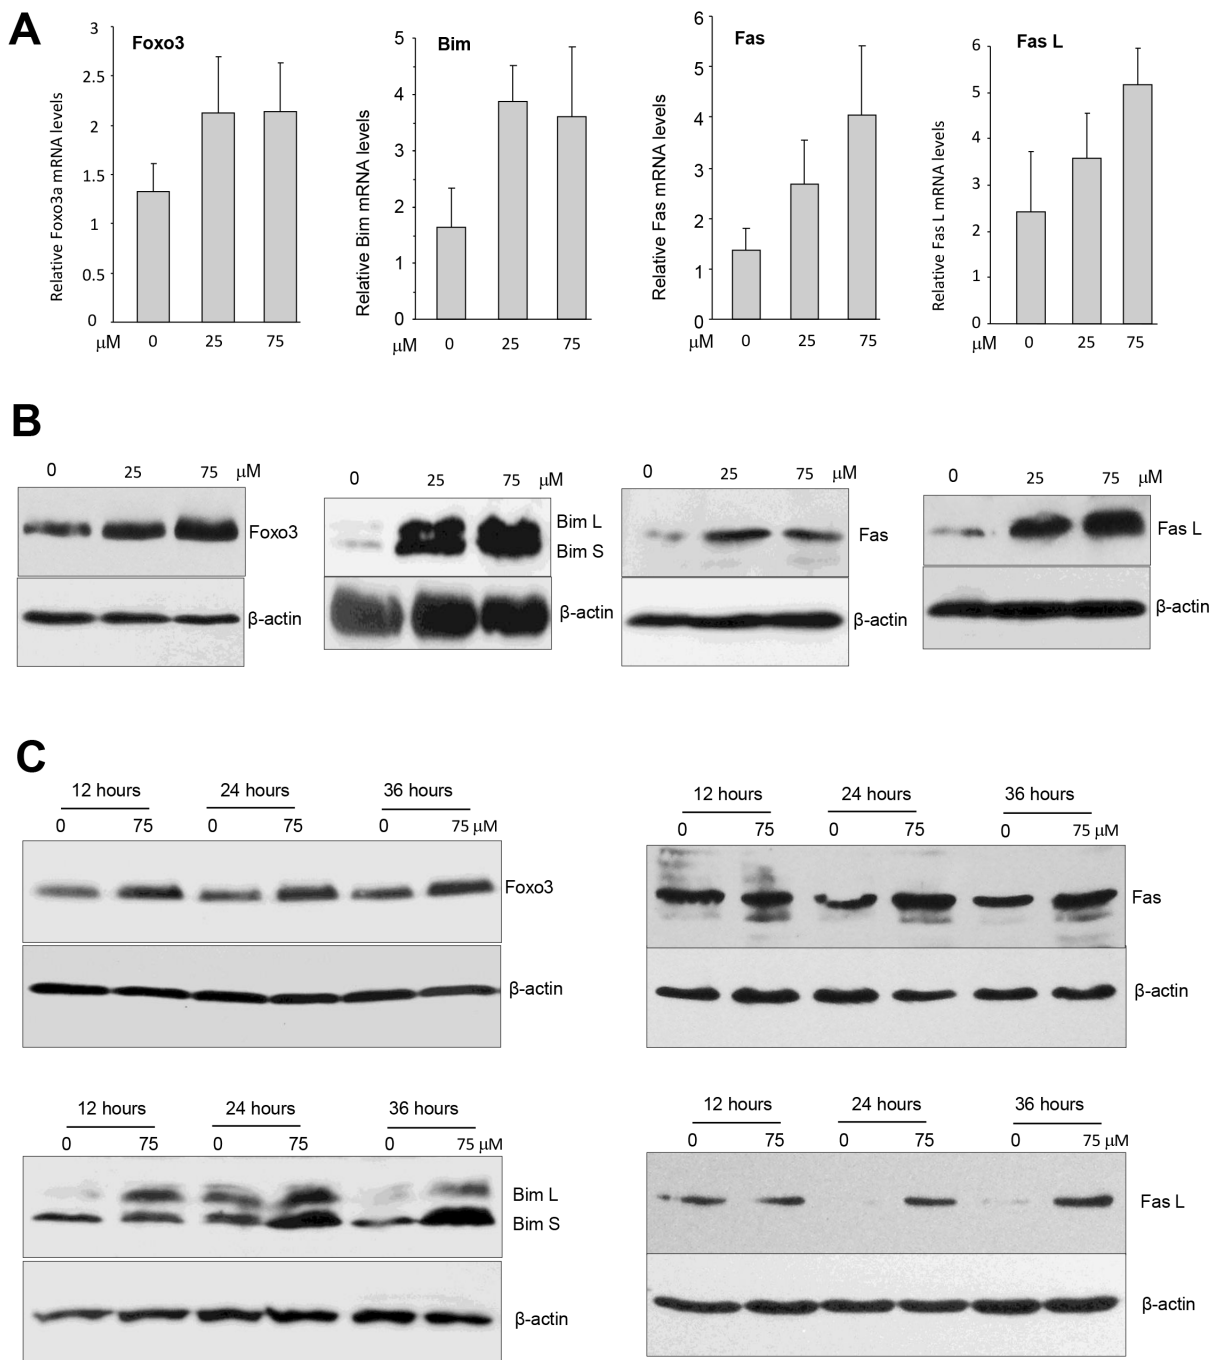 A
Foxo3
Relative Foxo3a mRNA levels
3
2.5
2
1.5
1
0.5
0
μM 0 25 75
Bim
Relative Bim mRNA levels
5
4
3
2
1
0
μM 0 25 75
Fas
Relative Fas mRNA levels
6
5
4
3
2
1
0
μM 0 25 75
Fas L
Relative Fas L mRNA levels
6
5
4
3
2
1
0
μM 0 25 75
B
0 25 75 μM
Foxo3
β-actin
0 25 75 μM
Bim L
Bim S
β-actin
0 25 75 μM
Fas
β-actin
0 25 75 μM
Fas L
β-actin
C
12 hours 24 hours 36 hours
0 75 0 75 0 75 μM
Foxo3
β-actin
12 hours 24 hours 36 hours
0 75 0 75 0 75 μM
Fas
β-actin
12 hours 24 hours 36 hours
0 75 0 75 0 75 μM
Bim L
Bim S
β-actin
12 hours 24 hours 36 hours
0 75 0 75 0 75 μM
Fas L
β-actin